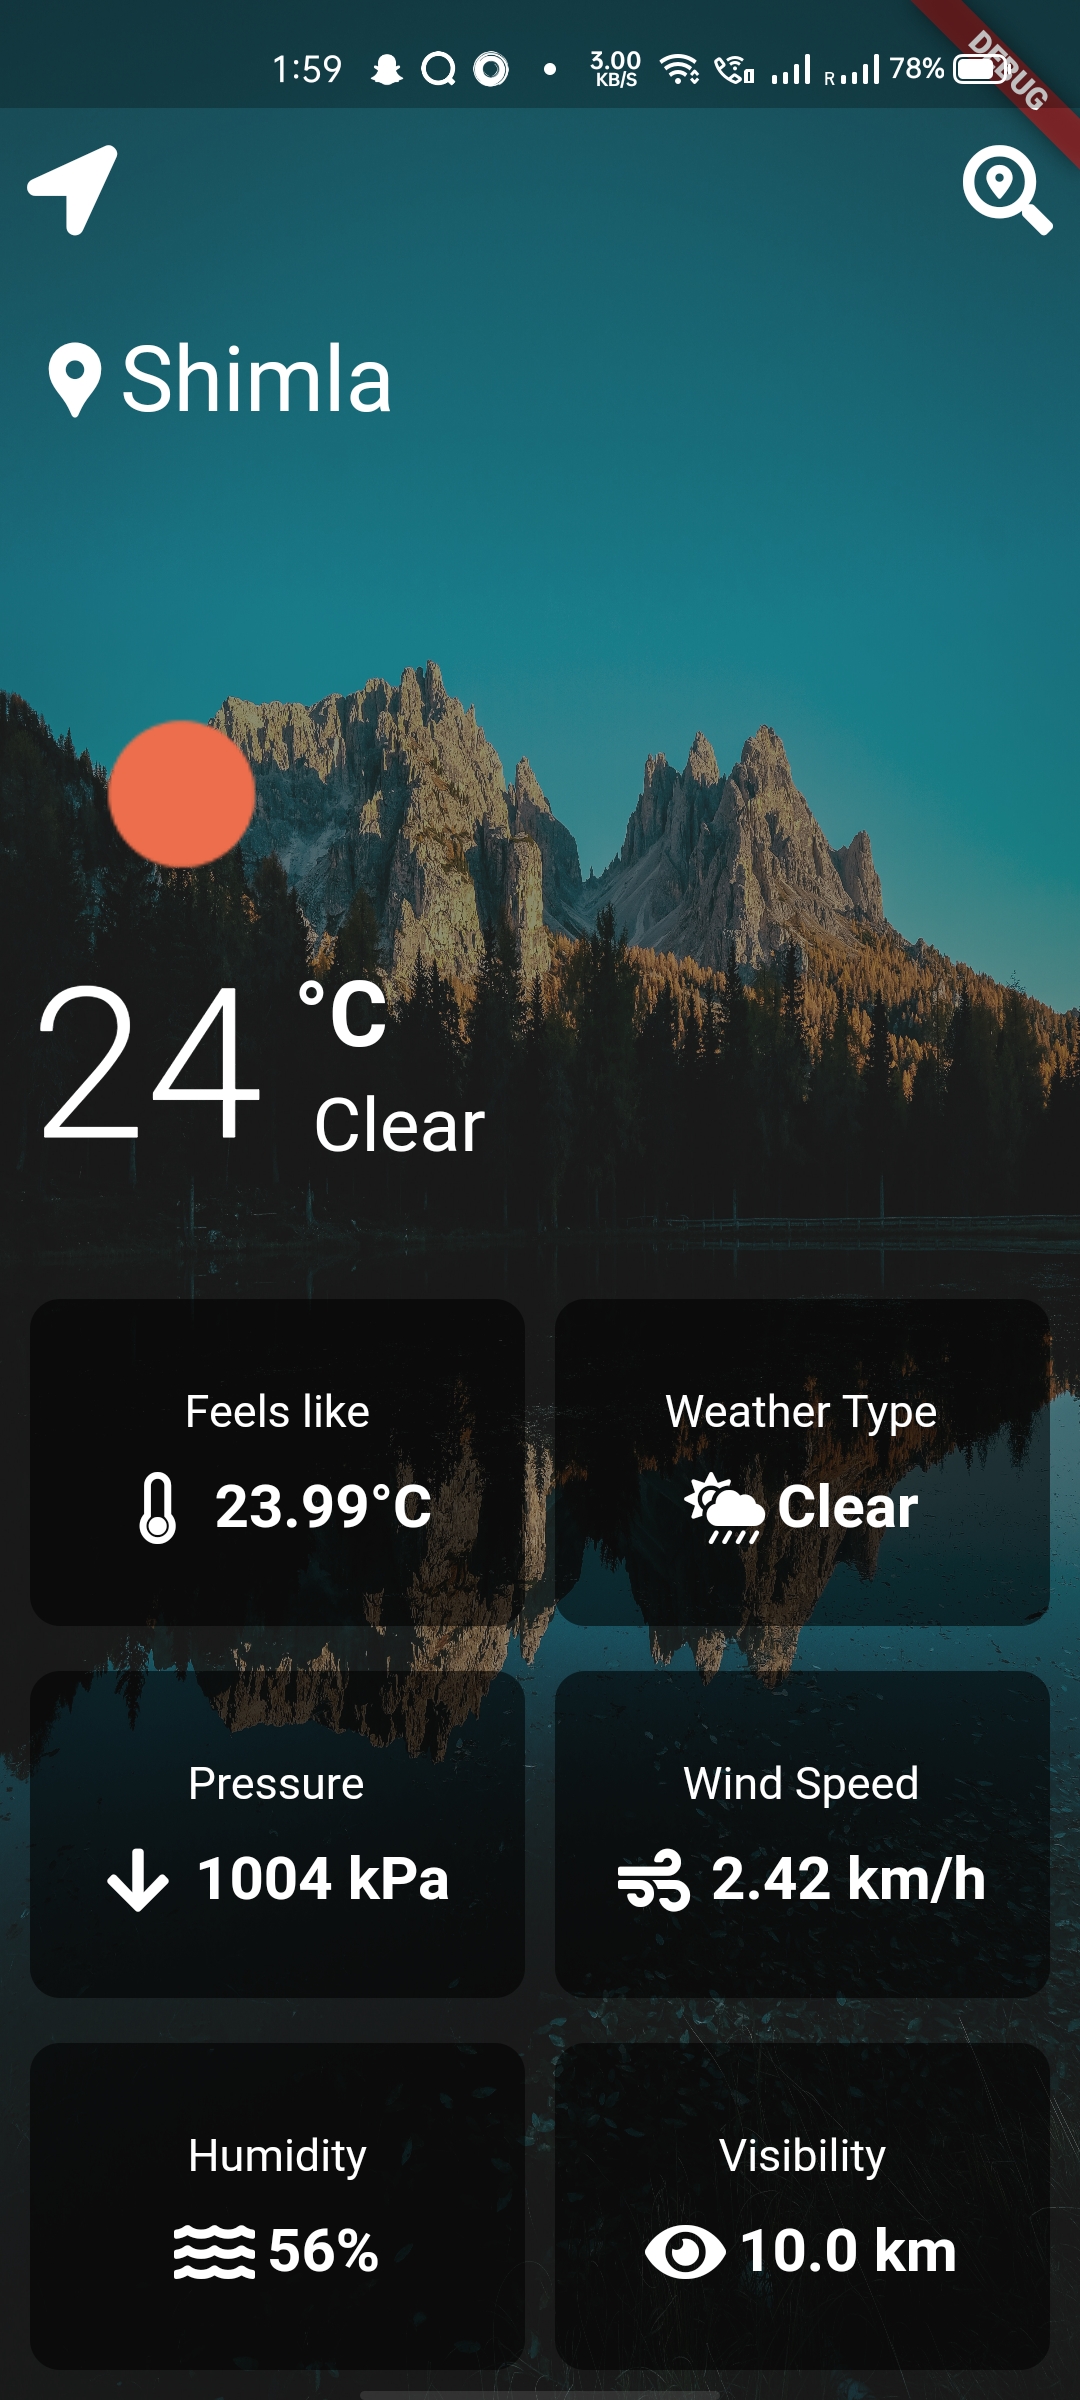 1:59
3.00
KB/S
R
78%
DEBUG
Shimla
24
°C
Clear
Feels like
23.99°C
Weather Type
Clear
Pressure
1004 kPa
Wind Speed
2.42 km/h
Humidity
56%
Visibility
10.0 km